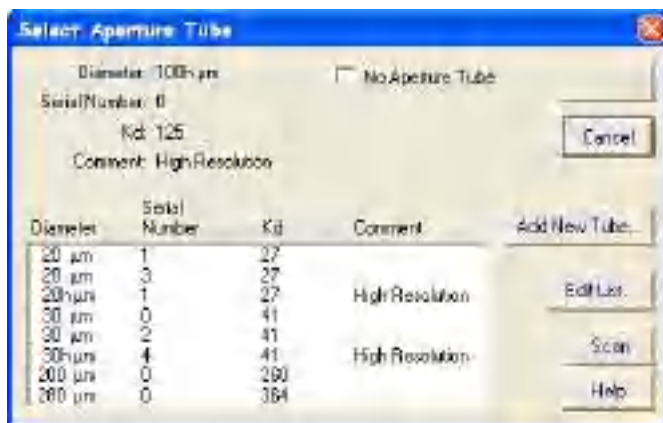 Select Aperture Tube
Diameter: 100h µm
No Aperture Tube
Serial Number: 0
Kd: 125
Cancel
Comment: High Resolution
Diameter Serial Number Kd Comment
Add New Tube...
20 µm 1 27
20 µm 3 27
20h µm 1 27 High Resolution
Edit List...
30 µm 0 41
30 µm 2 41
30h µm 4 41 High Resolution
Scan
200 µm 0 260
280 µm 0 364
Help